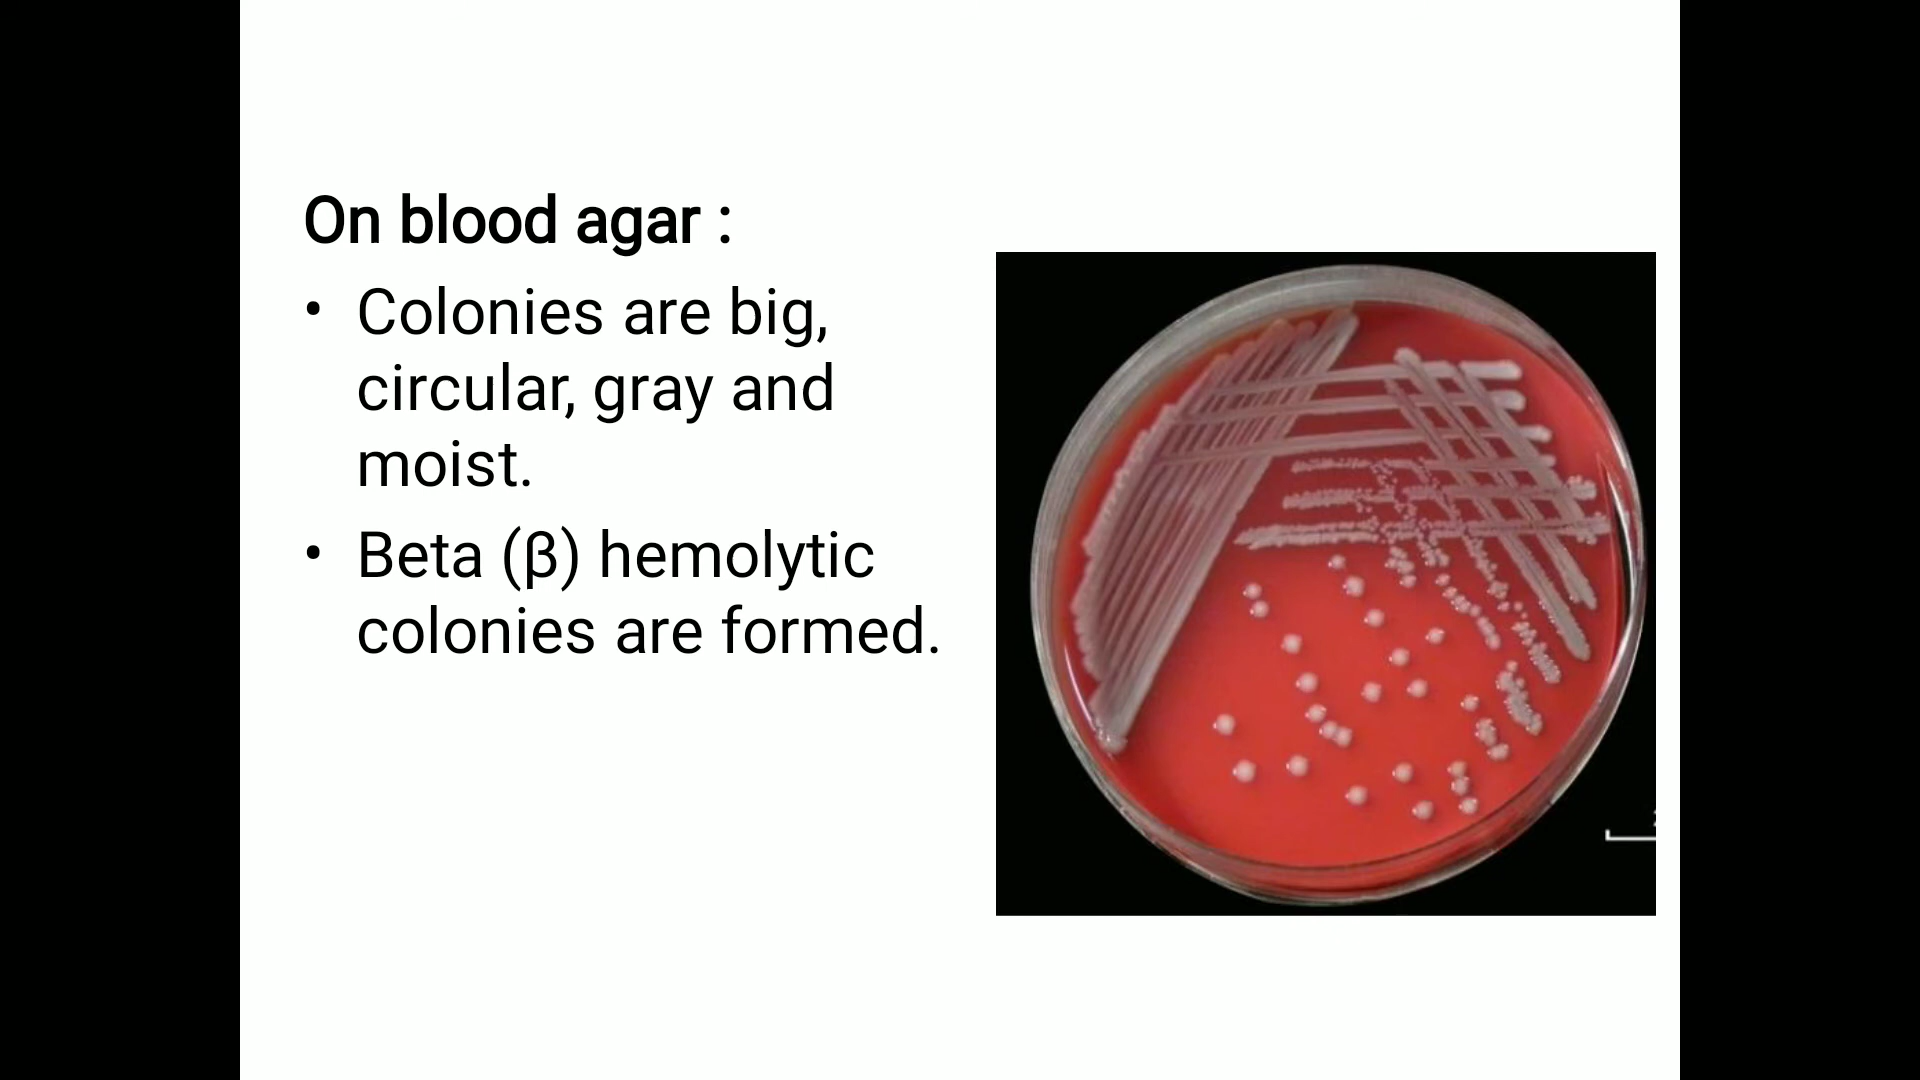 On blood agar :
• Colonies are big,
circular, gray and
moist.
• Beta (β) hemolytic
colonies are formed.